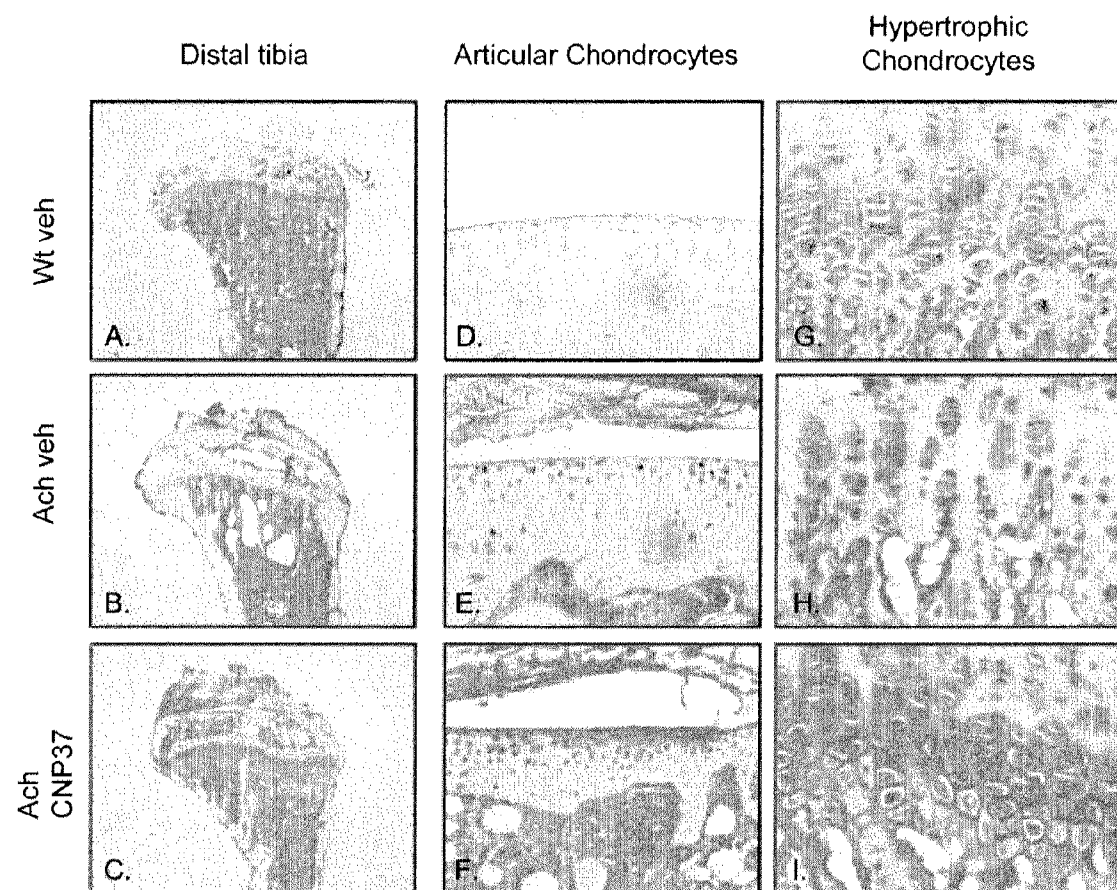 Distal tibia
Articular Chondrocytes
Hypertrophic
Chondrocytes
Wt veh
A.
D.
G.
Ach veh
B.
E.
H.
Ach
CNP37
C.
F.
I.